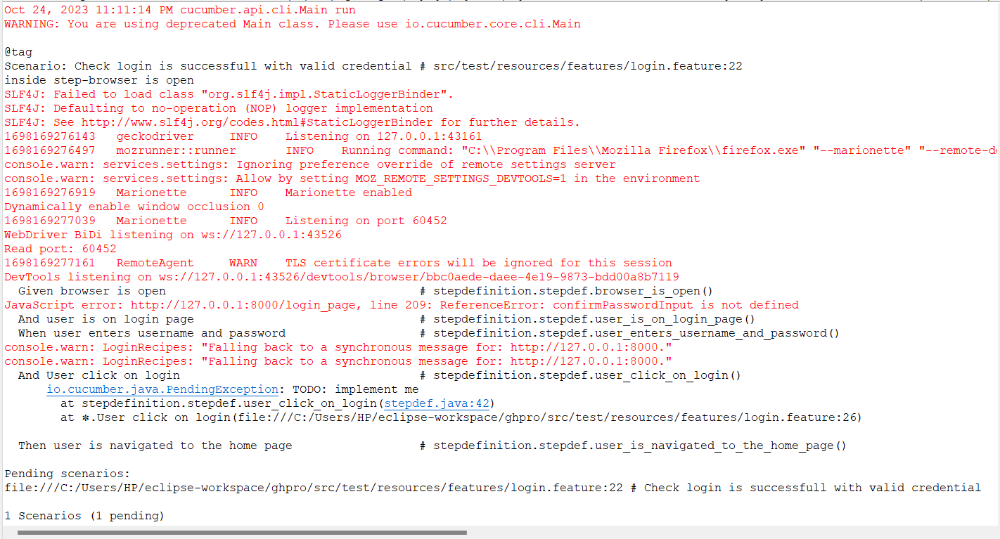 Oct 24, 2023 11:11:14 PM cucumber.api.cli.Main run
WARNING: You are using deprecated Main class. Please use io.cucumber.core.cli.Main

@tag
Scenario: Check login is successfull with valid credential # src/test/resources/features/login.feature:22
inside step-browser is open
SLF4J: Failed to load class "org.slf4j.impl.StaticLoggerBinder".
SLF4J: Defaulting to no-operation (NOP) logger implementation
SLF4J: See http://www.slf4j.org/codes.html#StaticLoggerBinder for further details.
1698169276143   geckodriver     INFO    Listening on 127.0.0.1:43161
1698169276497   mozrunner::runner       INFO    Running command: "C:\\Program Files\\Mozilla Firefox\\firefox.exe" "--marionette" "--remote-de
console.warn: services.settings: Ignoring preference override of remote settings server
console.warn: services.settings: Allow by setting MOZ_REMOTE_SETTINGS_DEVTOOLS=1 in the environment
1698169276919   Marionette      INFO    Marionette enabled
Dynamically enable window occlusion 0
1698169277039   Marionette      INFO    Listening on port 60452
WebDriver BiDi listening on ws://127.0.0.1:43526
Read port: 60452
1698169277161   RemoteAgent     WARN    TLS certificate errors will be ignored for this session
DevTools listening on ws://127.0.0.1:43526/devtools/browser/bbc0aede-daee-4e19-9873-bdd00a8b7119
  Given browser is open                                    # stepdefinition.stepdef.browser_is_open()
JavaScript error: http://127.0.0.1:8000/login_page, line 209: ReferenceError: confirmPasswordInput is not defined
  And user is on login page                                # stepdefinition.stepdef.user_is_on_login_page()
  When user enters username and password                   # stepdefinition.stepdef.user_enters_username_and_password()
console.warn: LoginRecipes: "Falling back to a synchronous message for: http://127.0.0.1:8000."
console.warn: LoginRecipes: "Falling back to a synchronous message for: http://127.0.0.1:8000."
  And User click on login                                  # stepdefinition.stepdef.user_click_on_login()
      io.cucumber.java.PendingException: TODO: implement me
        at stepdefinition.stepdef.user_click_on_login(stepdef.java:42)
        at ✽.User click on login(file:///C:/Users/HP/eclipse-workspace/ghpro/src/test/resources/features/login.feature:26)

  Then user is navigated to the home page                  # stepdefinition.stepdef.user_is_navigated_to_the_home_page()

Pending scenarios:
file:///C:/Users/HP/eclipse-workspace/ghpro/src/test/resources/features/login.feature:22 # Check login is successfull with valid credential

1 Scenarios (1 pending)